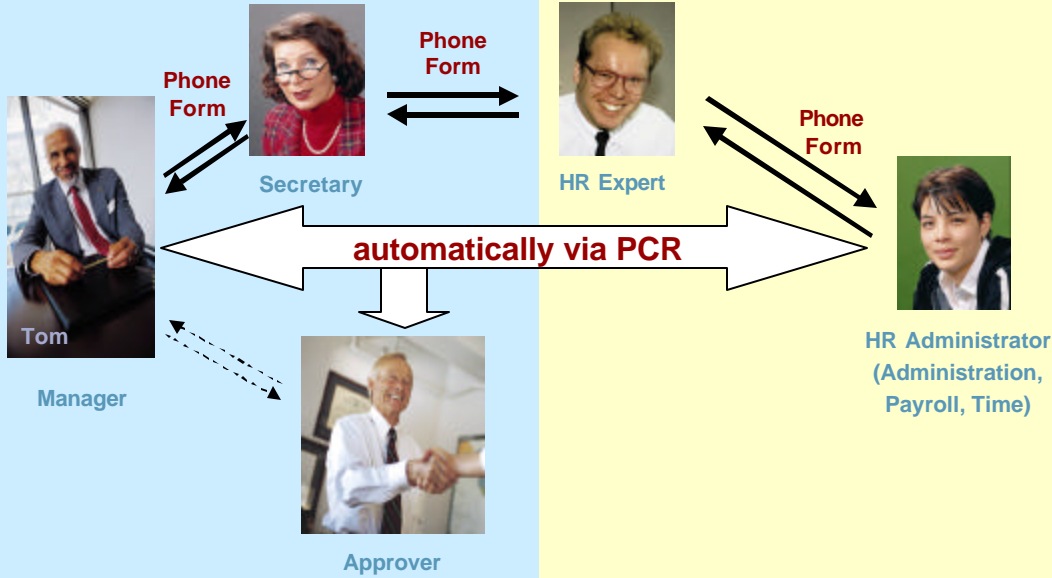 Phone
Form
Phone
Form
Phone
Form
Secretary
HR Expert
automatically via PCR
Tom
Manager
HR Administrator
(Administration,
Payroll, Time)
Approver